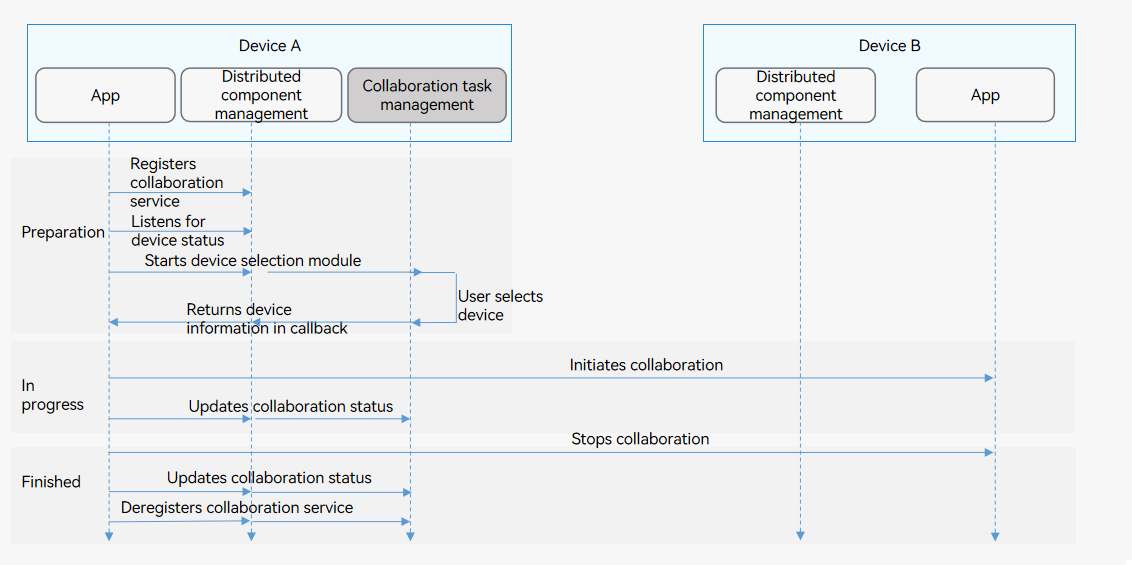 Device A
Device B
App
Distributed
component
management
Collaboration task
management
Distributed
component
management
App
Preparation
Registers
collaboration
service
Listens for
device status
Starts device selection module
User selects
device
Returns device
information in callback
In
progress
Initiates collaboration
Updates collaboration status
Stops collaboration
Finished
Updates collaboration status
Deregisters collaboration service